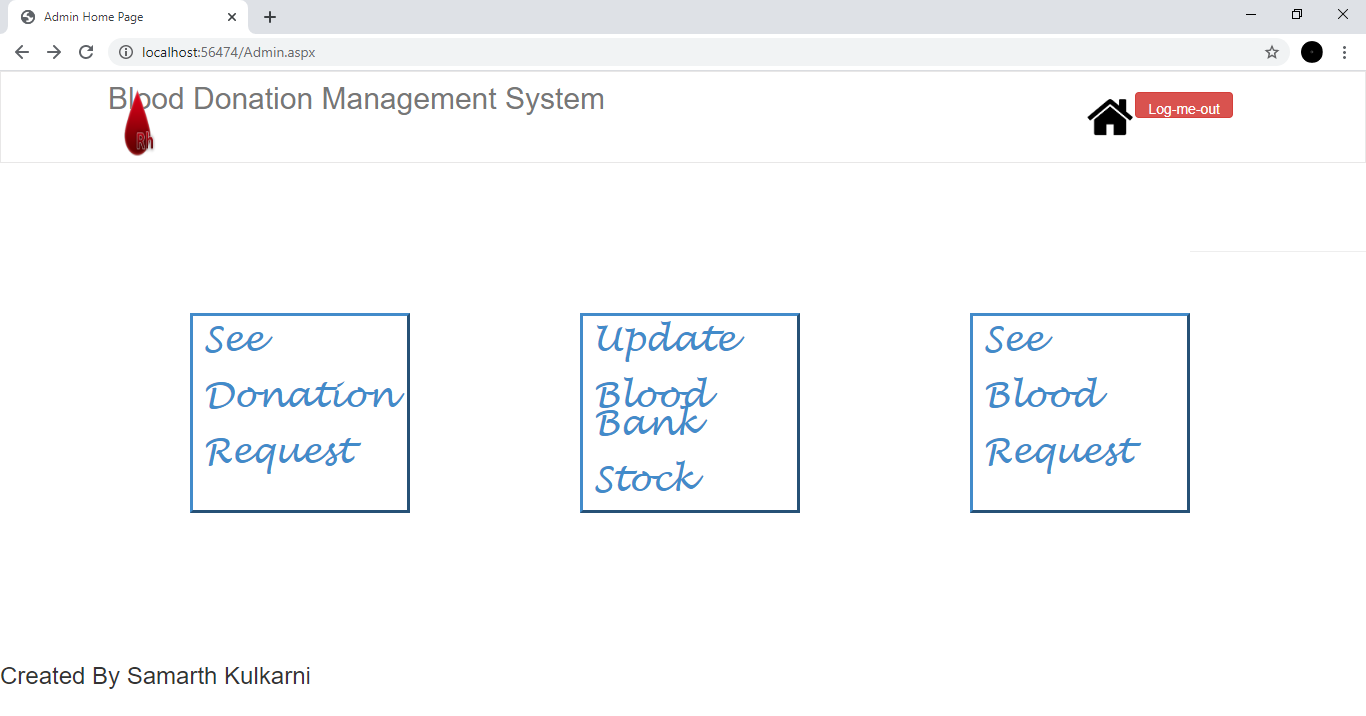 Admin Home Page
localhost:56474/Admin.aspx
Blood Donation Management System
Rh
Log-me-out
See
Donation
Request
Update
Blood
Bank
Stock
See
Blood
Request
Created By Samarth Kulkarni